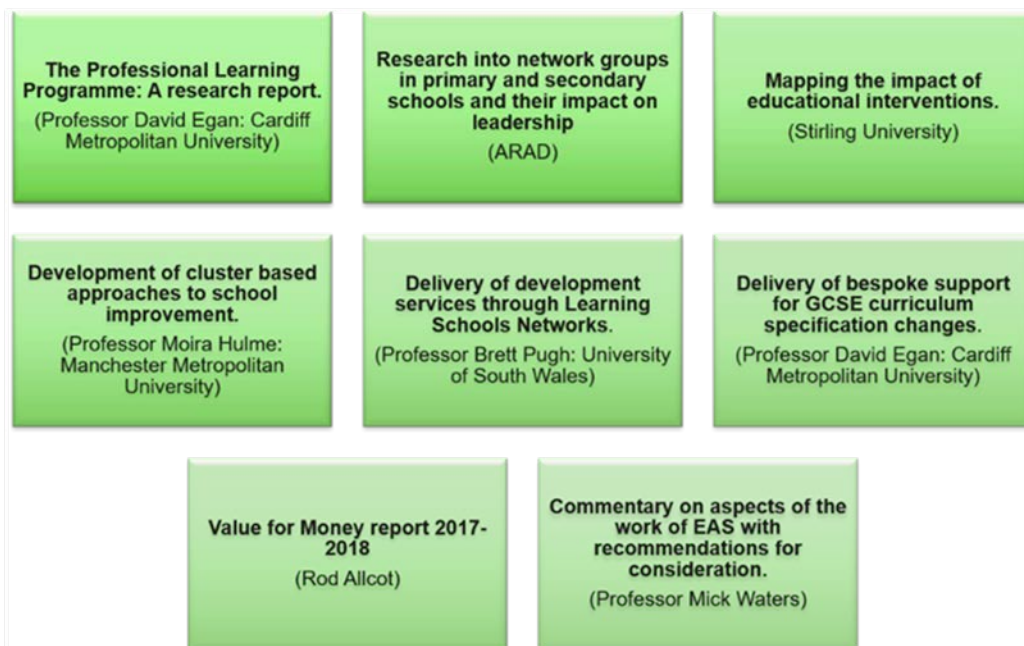 The Professional Learning
Programme: A research report.
(Professor David Egan: Cardiff
Metropolitan University)
Research into network groups
in primary and secondary
schools and their impact on
leadership
(ARAD)
Mapping the impact of
educational interventions.
(Stirling University)
Development of cluster based
approaches to school
improvement.
(Professor Moira Hulme:
Manchester Metropolitan
University)
Delivery of development
services through Learning
Schools Networks.
(Professor Brett Pugh: University
of South Wales)
Delivery of bespoke support
for GCSE curriculum
specification changes.
(Professor David Egan: Cardiff
Metropolitan University)
Value for Money report 2017-
2018
(Rod Allcot)
Commentary on aspects of the
work of EAS with
recommendations for
consideration.
(Professor Mick Waters)